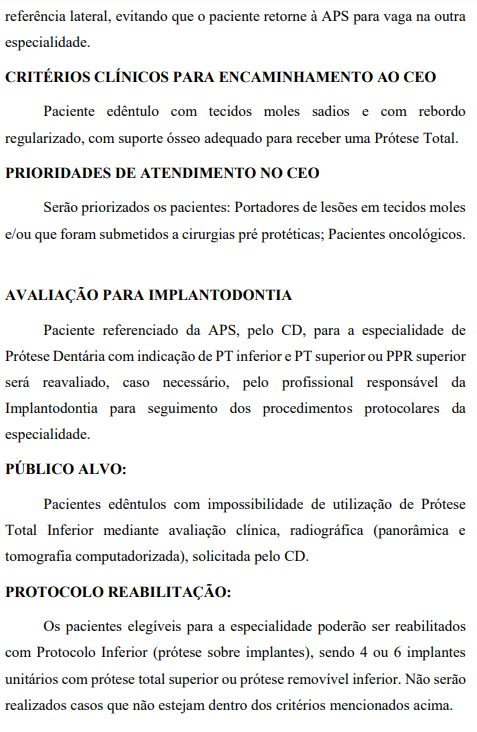 referência lateral, evitando que o paciente retorne à APS para vaga na outra
especialidade.
CRITÉRIOS CLÍNICOS PARA ENCAMINHAMENTO AO CEO
Paciente edêntulo com tecidos moles sadios e com rebordo
regularizado, com suporte ósseo adequado para receber uma Prótese Total.
PRIORIDADES DE ATENDIMENTO NO CEO
Serão priorizados os pacientes: Portadores de lesões em tecidos moles
e/ou que foram submetidos a cirurgias pré protéticas; Pacientes oncológicos.
AVALIAÇÃO PARA IMPLANTODONTIA
Paciente referenciado da APS, pelo CD, para a especialidade de
Prótese Dentária com indicação de PT inferior e PT superior ou PPR superior
será reavaliado, caso necessário, pelo profissional responsável da
Implantodontia para seguimento dos procedimentos protocolares da
especialidade.
PÚBLICO ALVO:
Pacientes edêntulos com impossibilidade de utilização de Prótese
Total Inferior mediante avaliação clínica, radiográfica (panorâmica e
tomografia computadorizada), solicitada pelo CD.
PROTOCOLO REABILITAÇÃO:
Os pacientes elegíveis para a especialidade poderão ser reabilitados
com Protocolo Inferior (prótese sobre implantes), sendo 4 ou 6 implantes
unitários com prótese total superior ou prótese removível inferior. Não serão
realizados casos que não estejam dentro dos critérios mencionados acima.